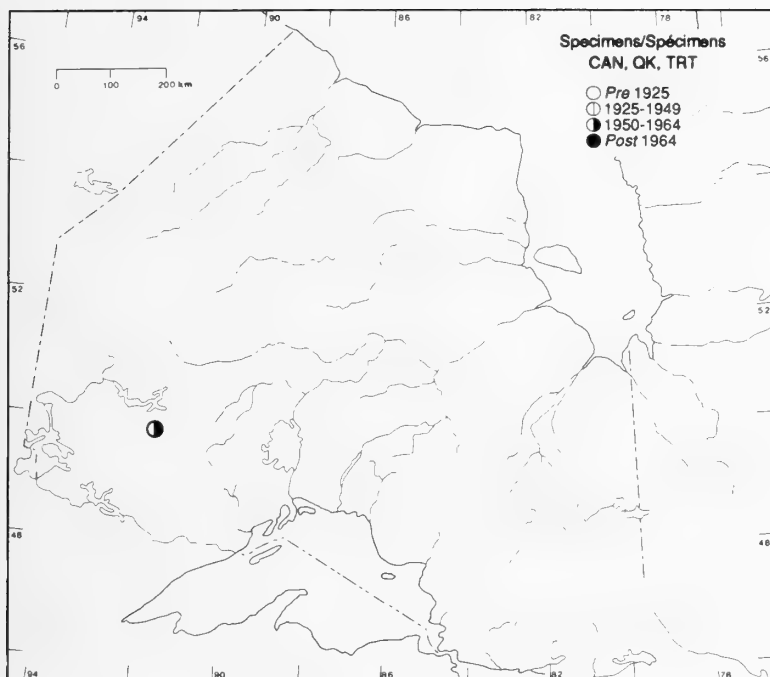 94 90 86 82 78
56
Specimens/Spécimens
56
CAN, QK, TRT
0 100 200 km
Pre 1925
1925-1949
1950-1964
Post 1964
52
52
48
48
94 90 86 82 76